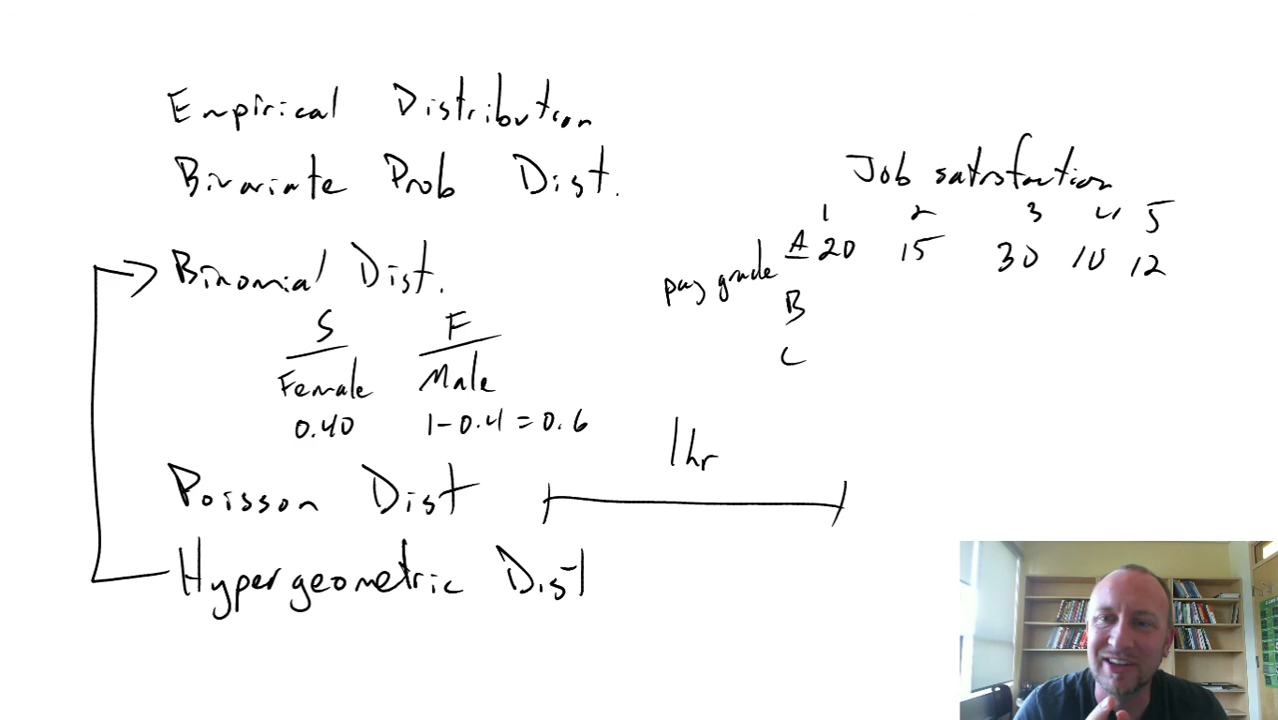 Empirical Distribution
Bivariate Prob Dist.
Job satisfaction
1 2 3 4 5
pay grade A 20 15 30 10 12
B
C
Binomial Dist.
S F
Female Male
0.40 1-0.4=0.6
1hr
Poisson Dist
Hypergeometric Dist